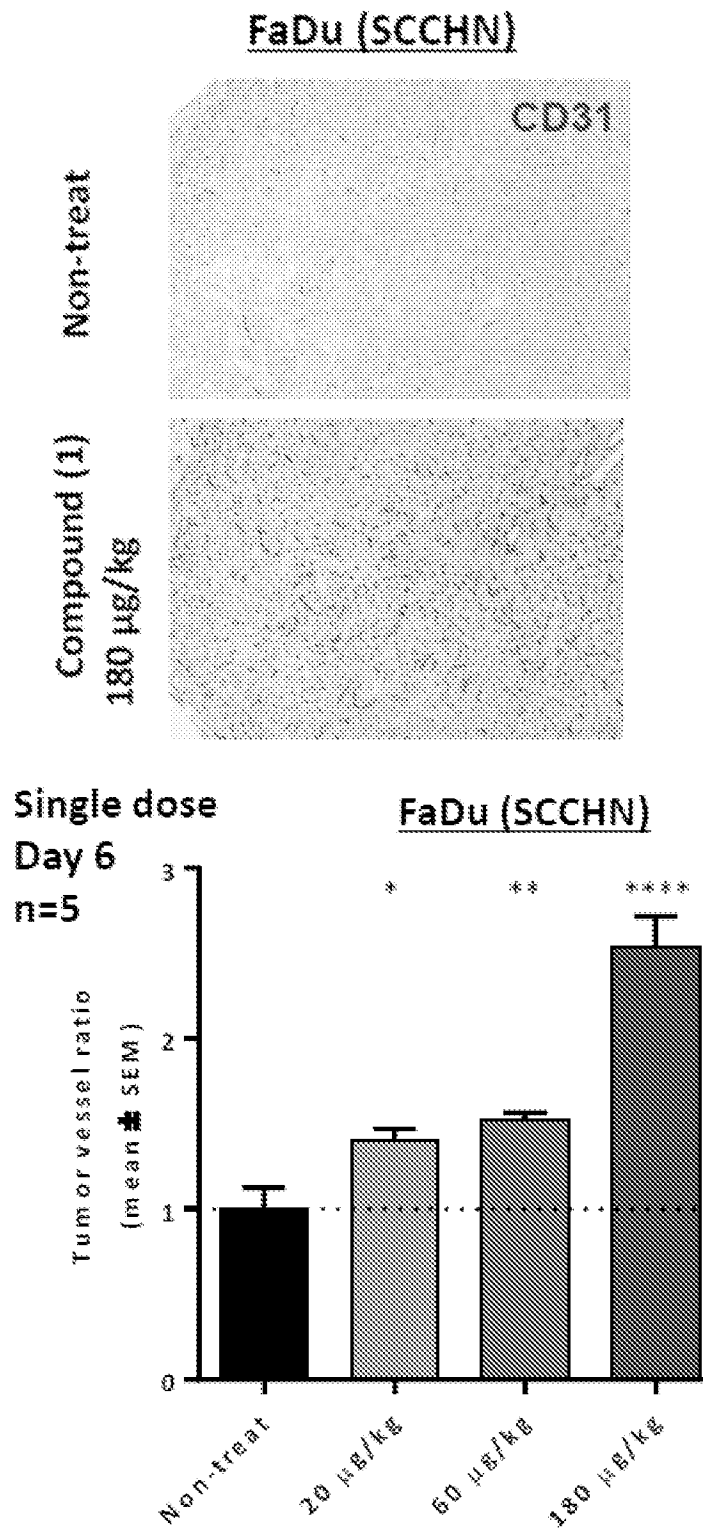 FaDu (SCCHN)
CD31
Non-treat
Compound (1)
180 μg/kg
Single dose
Day 6
n=5
FaDu (SCCHN)
Tumor vessel ratio
(mean ± SEM)
3
2
1
0
*
**
****
Non-treat
20 μg/kg
60 μg/kg
180 μg/kg